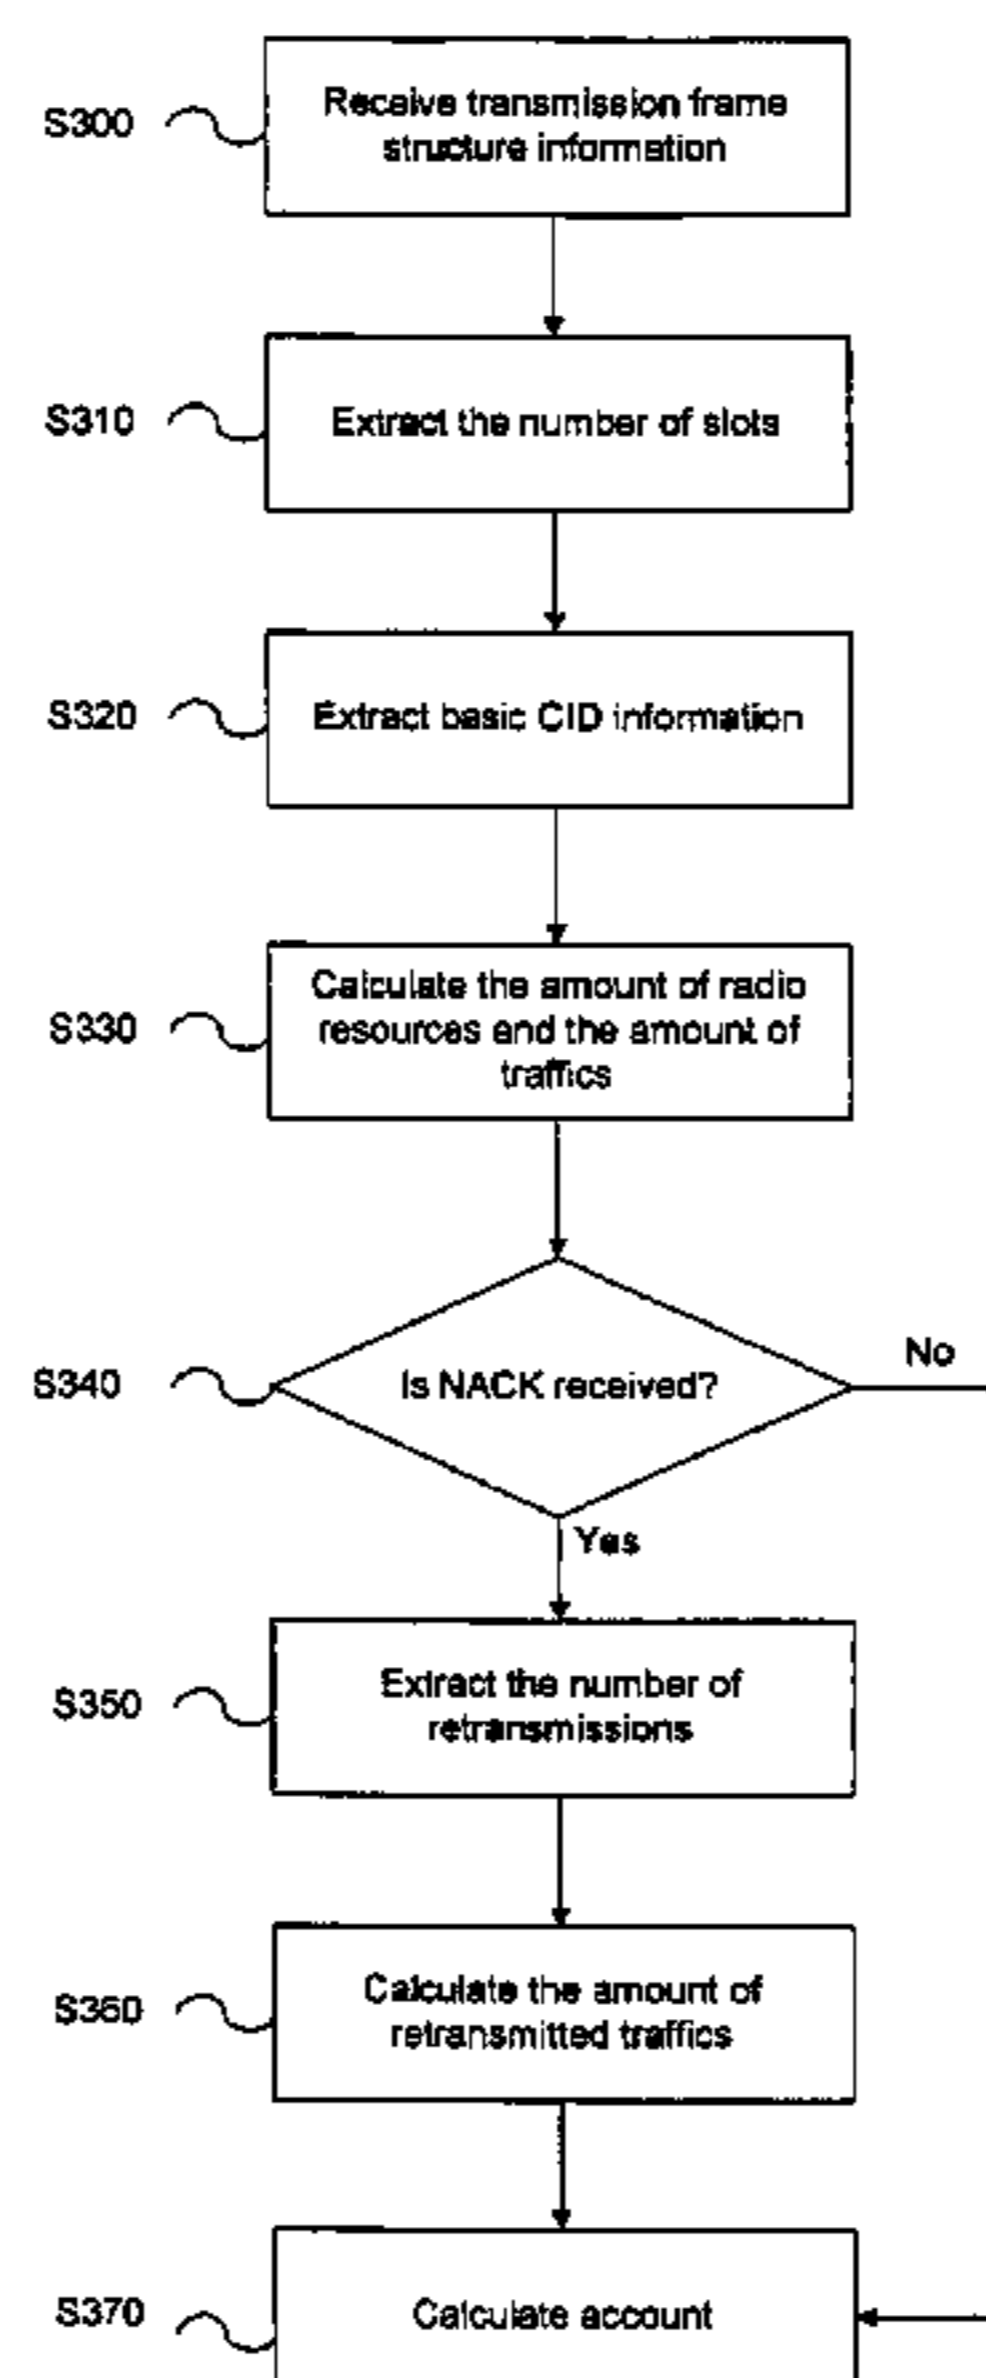 S300
Receive transmission frame
structure information
S310
Extract the number of slots
S320
Extract basic CID information
S330
Calculate the amount of radio
resources and the amount of
traffics
S340
Is NACK received?
No
Yes
S350
Extract the number of
retransmissions
S360
Calculate the amount of
retransmitted traffics
S370
Calculate account